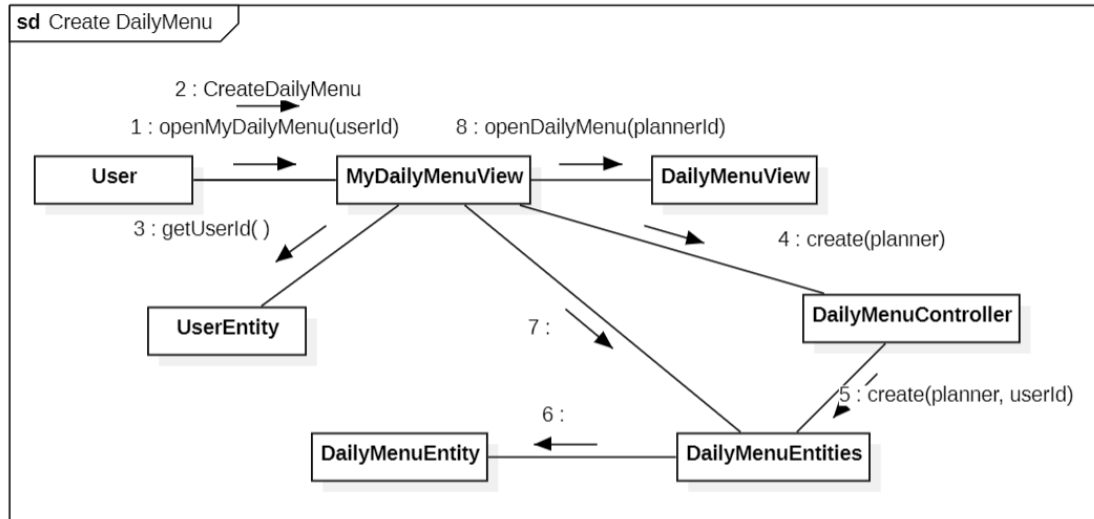 sd Create DailyMenu
2 : CreateDailyMenu
1 : openMyDailyMenu(userId)
8 : openDailyMenu(plannerId)
User
MyDailyMenuView
DailyMenuView
3 : getUserId( )
4 : create(planner)
UserEntity
DailyMenuController
7 :
5 : create(planner, userId)
6 :
DailyMenuEntity
DailyMenuEntities